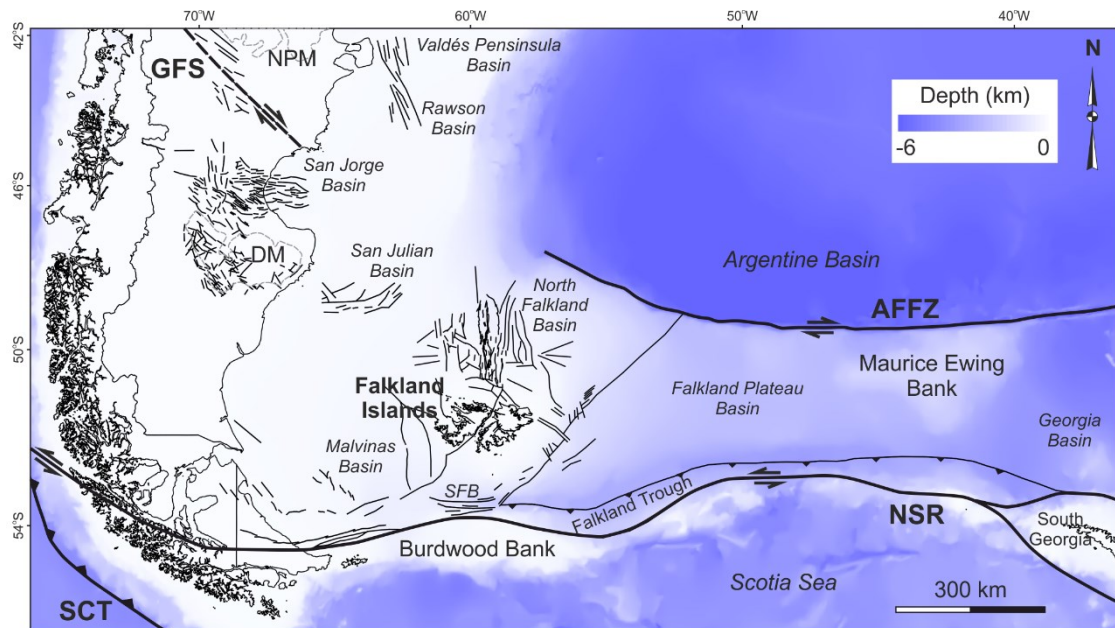 70°W
60°W
50°W
40°W
42°S
46°S
50°S
54°S
NPM
GFS
Valdés Pensinsula
Basin
Rawson
Basin
N
Depth (km)
-6
0
San Jorge
Basin
DM
San Julian
Basin
North
Falkland
Basin
Argentine Basin
AFFZ
Maurice Ewing
Bank
Falkland
Islands
Falkland Plateau
Basin
Georgia
Basin
Malvinas
Basin
SFB
Falkland Trough
NSR
Burdwood Bank
South
Georgia
Scotia Sea
SCT
300 km